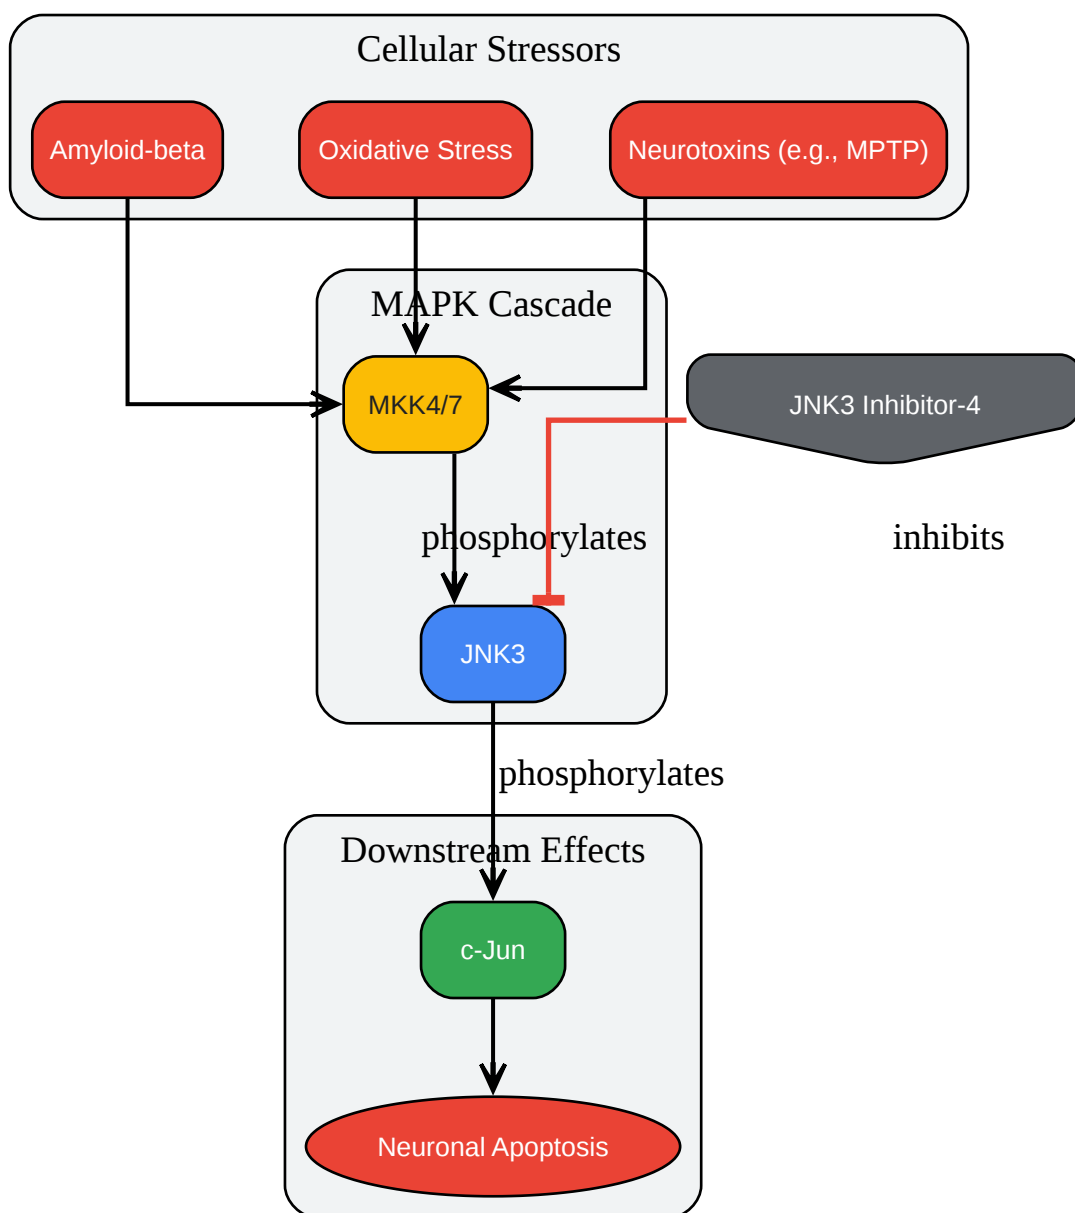 Cellular Stressors
Amyloid-beta
Oxidative Stress
Neurotoxins (e.g., MPTP)
MAPK Cascade
MKK4/7
JNK3 Inhibitor-4
phosphorylates
inhibits
JNK3
phosphorylates
Downstream Effects
c-Jun
Neuronal Apoptosis